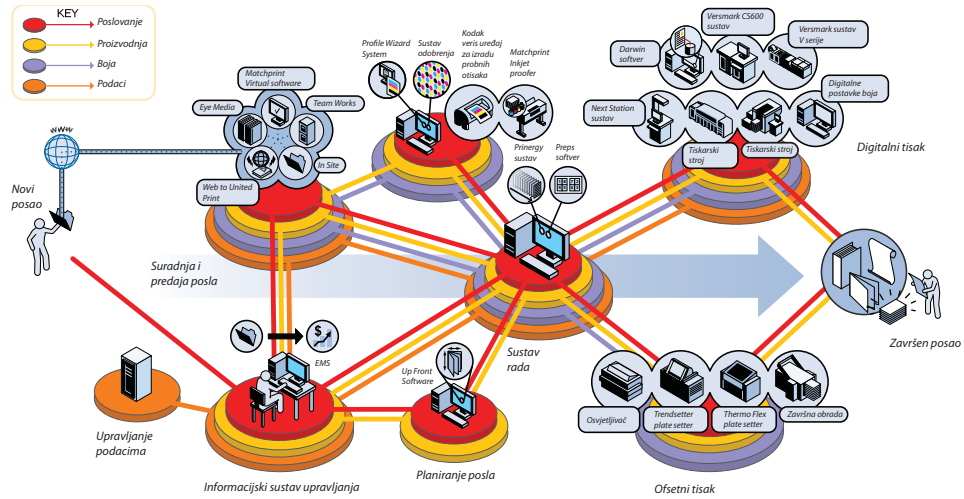 KEY
Poslovanje
Proizvodnja
Boja
Podaci
www
Novi
posao
Matchprint
Virtual software
Eye Media
Team Works
In Site
Web to United
Print
Suradnja i
predaja posla
Profile Wizard
System
Sustav
odobrenja
Kodak
veris uređaj
za izradu
probnih
otisaka
Matchprint
Inkjet
proofer
Prinergy
sustav
Preps
softver
Sustav
rada
Darwin
softver
Versmark CS600
sustav
Versmark sustav
V serije
Next Station
sustav
Digitalne
postavke boja
Tiskarski
stroj
Tiskarski stroj
Digitalni tisak
Završen posao
$
EMS
Up Front
Software
Upravljanje
podacima
Informacijski sustav upravljanja
Planiranje posla
Osvjetljivač
Trendsetter
plate setter
Thermo Flex
plate setter
Završna obrada
Ofsetni tisak